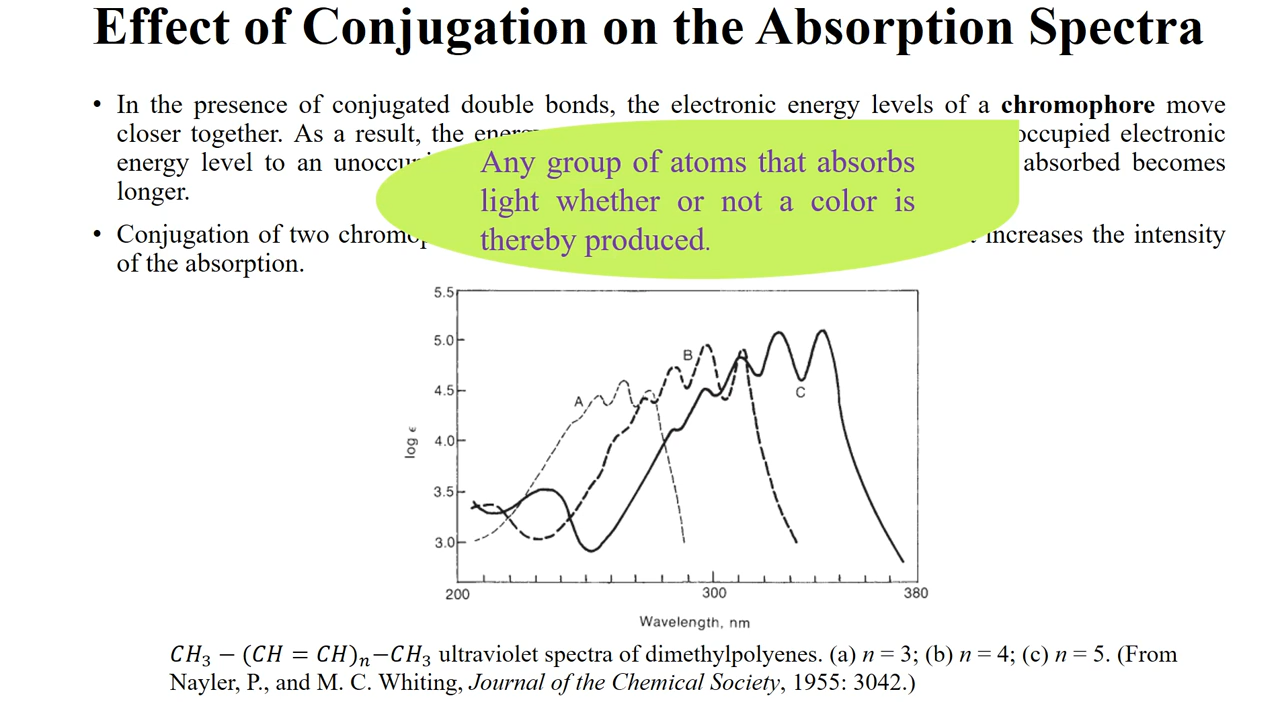 Effect of Conjugation on the Absorption Spectra
• In the presence of conjugated double bonds, the electronic energy levels of a chromophore move
closer together. As a result, the occupied electronic
energy level to an absorbed becomes
longer.
• Conjugation of two increases the intensity
of the absorption.
Any group of atoms that absorbs
light whether or not a color is
thereby produced.
5.5
5.0
4.5
4.0
3.5
3.0
log ϵ
A
B
C
200 300 380
Wavelength, nm
CH₃ − (CH = CH)ₙ−CH₃ ultraviolet spectra of dimethylpolyenes. (a) n = 3; (b) n = 4; (c) n = 5. (From
Nayler, P., and M. C. Whiting, Journal of the Chemical Society, 1955: 3042.)